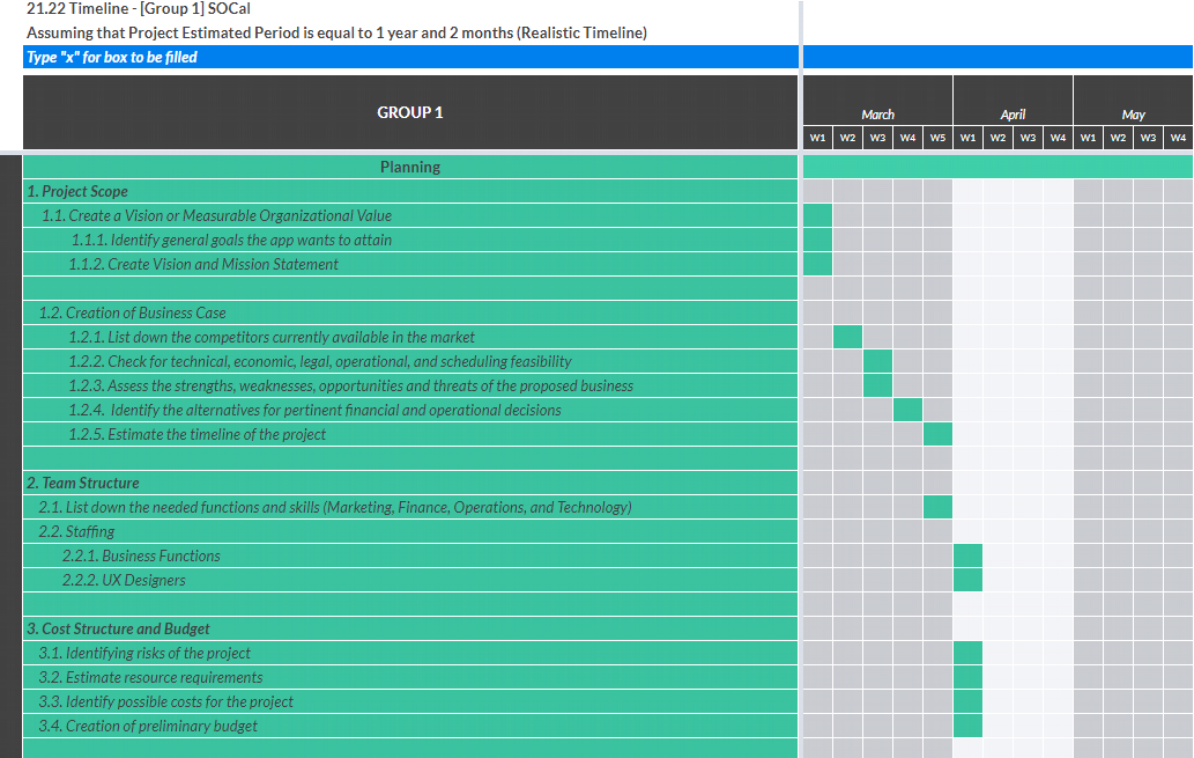 21.22 Timeline - [Group 1] SOCal
Assuming that Project Estimated Period is equal to 1 year and 2 months (Realistic Timeline)
Type "x" for box to be filled
GROUP 1
March April May
W1 W2 W3 W4 W5 W1 W2 W3 W4 W1 W2 W3 W4
Planning
1. Project Scope
1.1. Create a Vision or Measurable Organizational Value
1.1.1. Identify general goals the app wants to attain
1.1.2. Create Vision and Mission Statement
1.2. Creation of Business Case
1.2.1. List down the competitors currently available in the market
1.2.2. Check for technical, economic, legal, operational, and scheduling feasibility
1.2.3. Assess the strengths, weaknesses, opportunities and threats of the proposed business
1.2.4. Identify the alternatives for pertinent financial and operational decisions
1.2.5. Estimate the timeline of the project
2. Team Structure
2.1. List down the needed functions and skills (Marketing, Finance, Operations, and Technology)
2.2. Staffing
2.2.1. Business Functions
2.2.2. UX Designers
3. Cost Structure and Budget
3.1. Identifying risks of the project
3.2. Estimate resource requirements
3.3. Identify possible costs for the project
3.4. Creation of preliminary budget